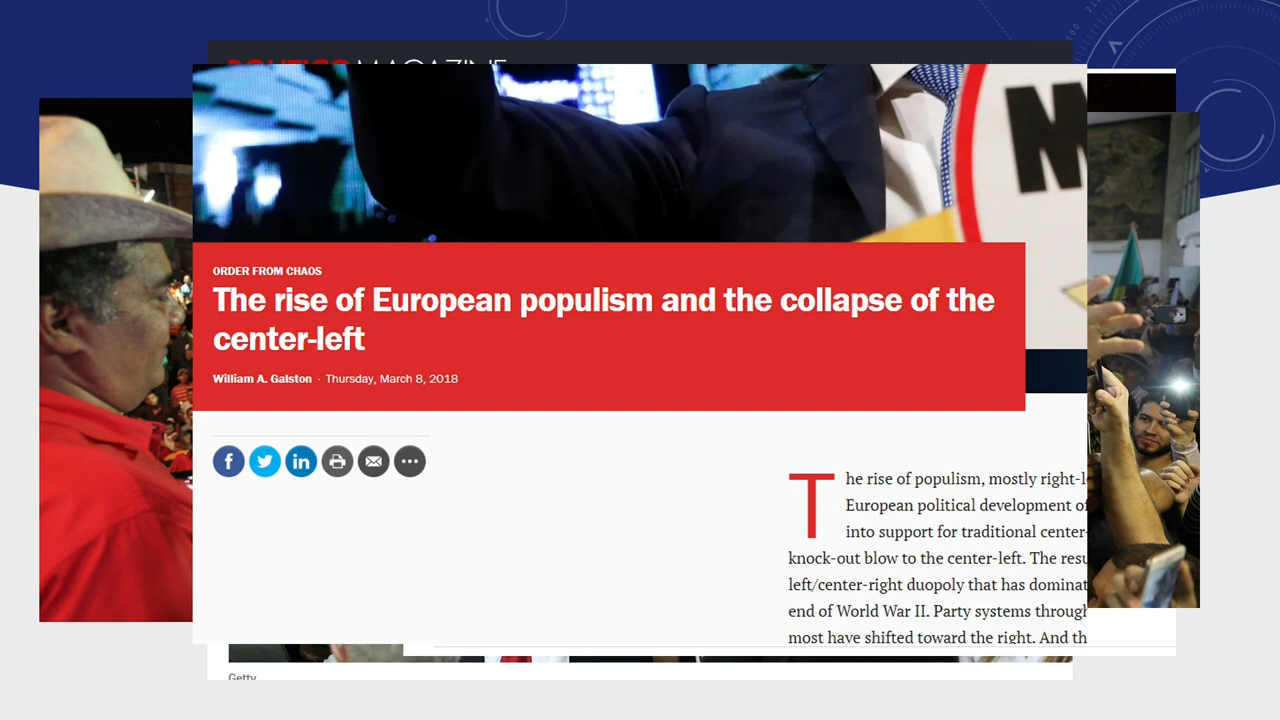 POLITICO MAGAZINE
ORDER FROM CHAOS
The rise of European populism and the collapse of the
center-left
William A. Galston · Thursday, March 8, 2018
The rise of populism, mostly right-l
European political development of
into support for traditional center-
knock-out blow to the center-left. The resu
left/center-right duopoly that has dominat
end of World War II. Party systems through
most have shifted toward the right. And th
Getty